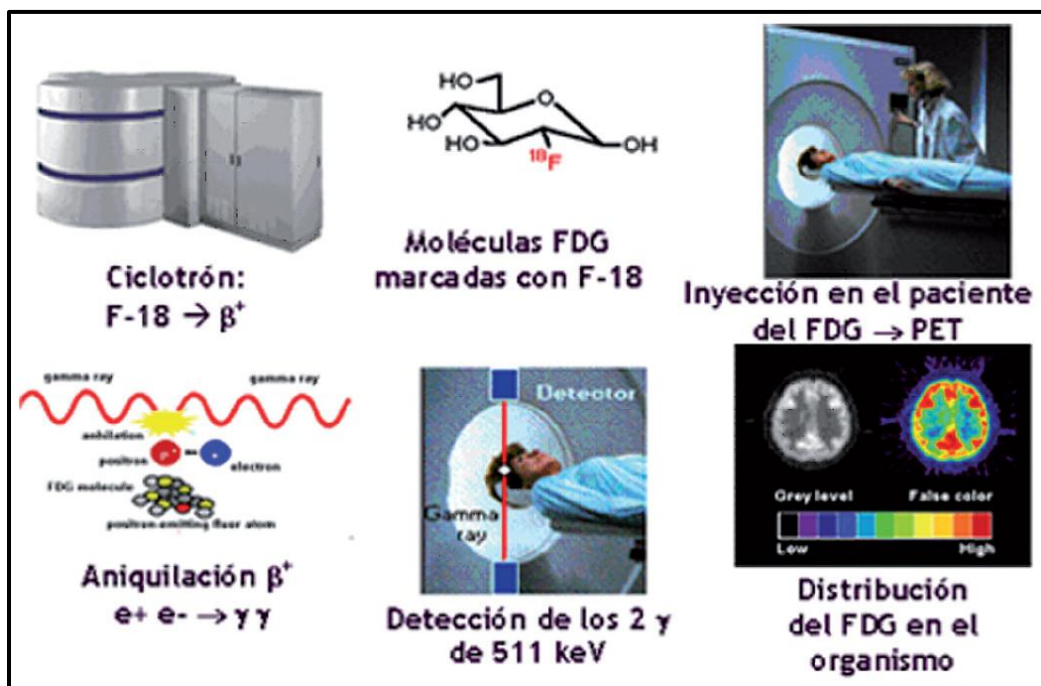 HO
HO
HO
O
18F
OH
Ciclotrón:
F-18 → β+
Moléculas FDG
marcadas con F-18
Inyección en el paciente
del FDG → PET
gamma ray
gamma ray
anhilation
positron
electron
FDG molecule
positron-emitting fluor atom
Aniquilación β+
e+ e- → γ γ
Detector
Gamma
ray
Detección de los 2 γ
de 511 keV
Grey level
False color
Low
High
Distribución
del FDG en el
organismo